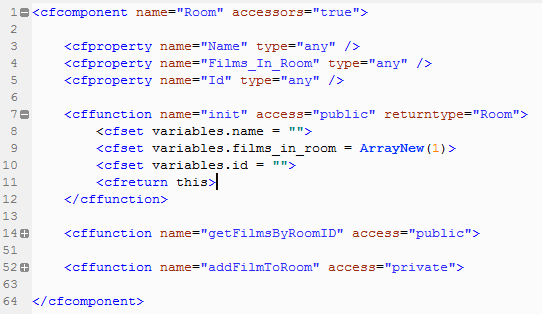 1 <cfcomponent name="Room" accessors="true">
2
3 <cfproperty name="Name" type="any" />
4 <cfproperty name="Films_In_Room" type="any" />
5 <cfproperty name="Id" type="any" />
6
7 <cffunction name="init" access="public" returntype="Room">
8 <cfset variables.name = "">
9 <cfset variables.films_in_room = ArrayNew(1)>
10 <cfset variables.id = "">
11 <cfreturn this>
12 </cffunction>
13
14 <cffunction name="getFilmsByRoomID" access="public">
51
52 <cffunction name="addFilmToRoom" access="private">
63
64 </cfcomponent>